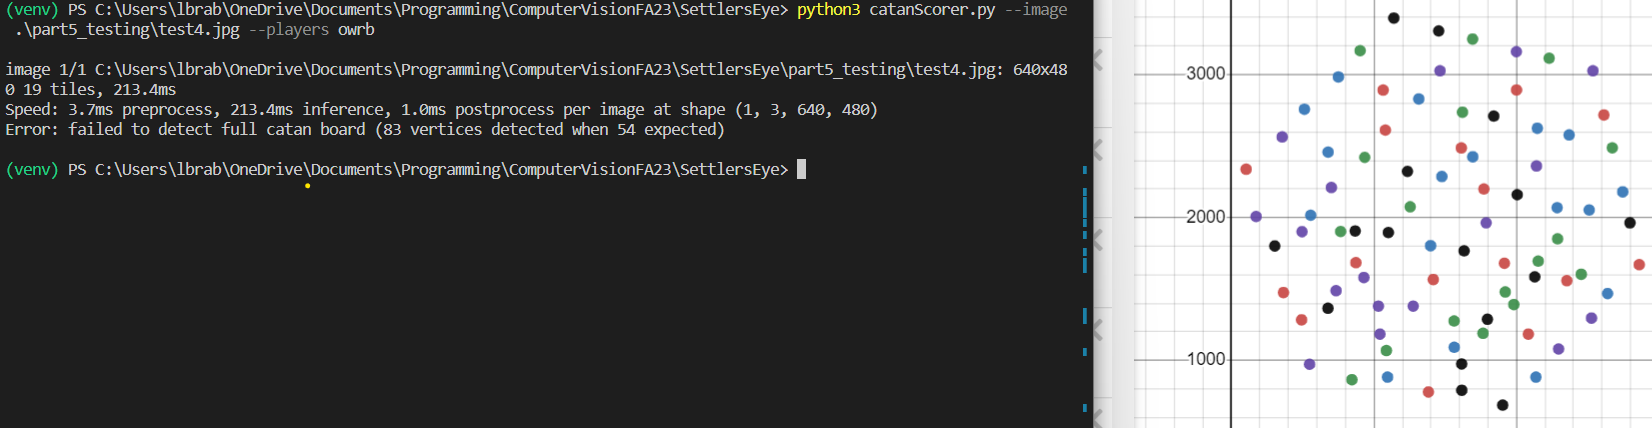 (venv) PS C:\Users\lbrab\OneDrive\Documents\Programming\ComputerVisionFA23\SettlersEye> python3 catanScorer.py --image
.\part5_testing\test4.jpg --players owrb
image 1/1 C:\Users\lbrab\OneDrive\Documents\Programming\ComputerVisionFA23\SettlersEye\part5_testing\test4.jpg: 640x48
0 19 tiles, 213.4ms
Speed: 3.7ms preprocess, 213.4ms inference, 1.0ms postprocess per image at shape (1, 3, 640, 480)
Error: failed to detect full catan board (83 vertices detected when 54 expected)
(venv) PS C:\Users\lbrab\OneDrive\Documents\Programming\ComputerVisionFA23\SettlersEye>
3000
2000
1000